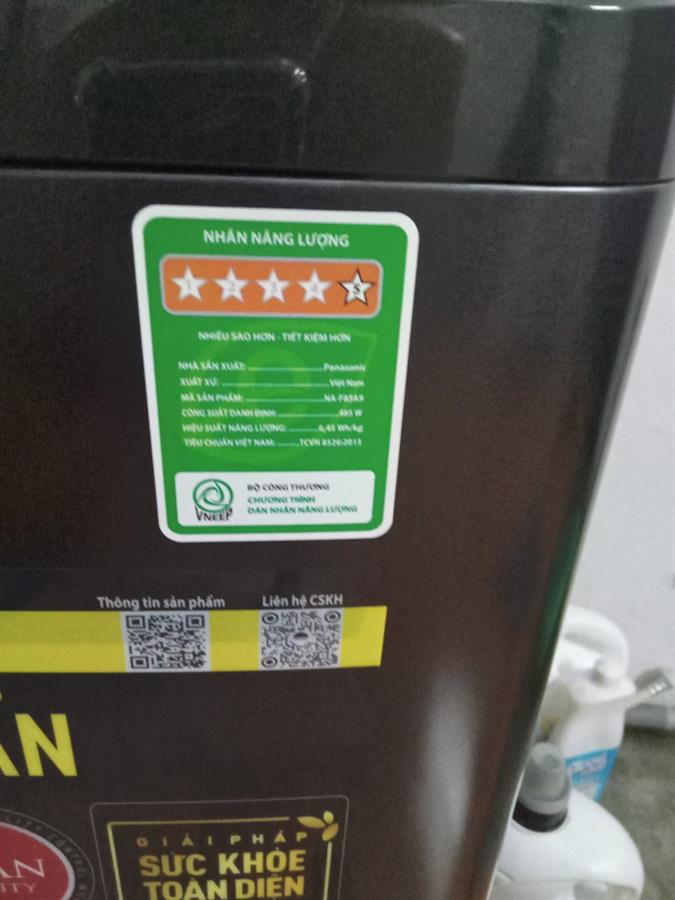 NHÃN NĂNG LƯỢNG
1 2 3 4 5
NHIỀU SAO HƠN - TIẾT KIỆM HƠN
NHÀ SẢN XUẤT: Panasonic
XUẤT XỨ: Việt Nam
MÃ SẢN PHẨM: NA-F85A9
CÔNG SUẤT DANH ĐỊNH: 485 W
HIỆU SUẤT NĂNG LƯỢNG: 6,45 Wh/kg
TIÊU CHUẨN VIỆT NAM: TCVN 8526:2013
VNEEP
BỘ CÔNG THƯƠNG
CHƯƠNG TRÌNH
DÁN NHÃN NĂNG LƯỢNG
Thông tin sản phẩm Liên hệ CSKH
ẨN
GIẢI PHÁP
SỨC KHỎE
TOÀN DIỆN